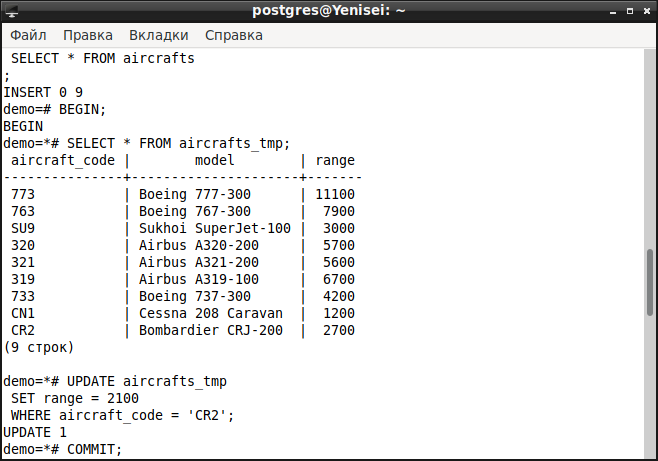 postgres@Yenisei: ~
Файл Правка Вкладки Справка
 SELECT * FROM aircrafts
;
INSERT 0 9
demo=# BEGIN;
BEGIN
demo=*# SELECT * FROM aircrafts_tmp;
 aircraft_code |        model        | range
---------------+---------------------+-------
 773           | Boeing 777-300      | 11100
 763           | Boeing 767-300      |  7900
 SU9           | Sukhoi SuperJet-100 |  3000
 320           | Airbus A320-200     |  5700
 321           | Airbus A321-200     |  5600
 319           | Airbus A319-100     |  6700
 733           | Boeing 737-300      |  4200
 CN1           | Cessna 208 Caravan  |  1200
 CR2           | Bombardier CRJ-200  |  2700
(9 строк)

demo=*# UPDATE aircrafts_tmp
 SET range = 2100
 WHERE aircraft_code = 'CR2';
UPDATE 1
demo=*# COMMIT;